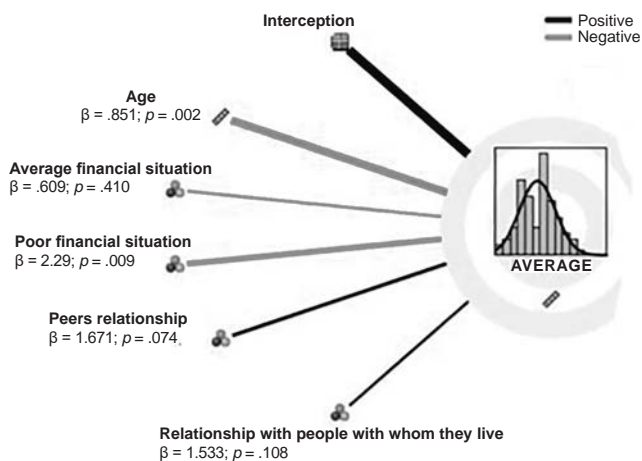 Interception
Positive
Negative
Age
β = .851; p = .002
Average financial situation
β = .609; p = .410
Poor financial situation
β = 2.29; p = .009
AVERAGE
Peers relationship
β = 1.671; p = .074.
Relationship with people with whom they live
β = 1.533; p = .108